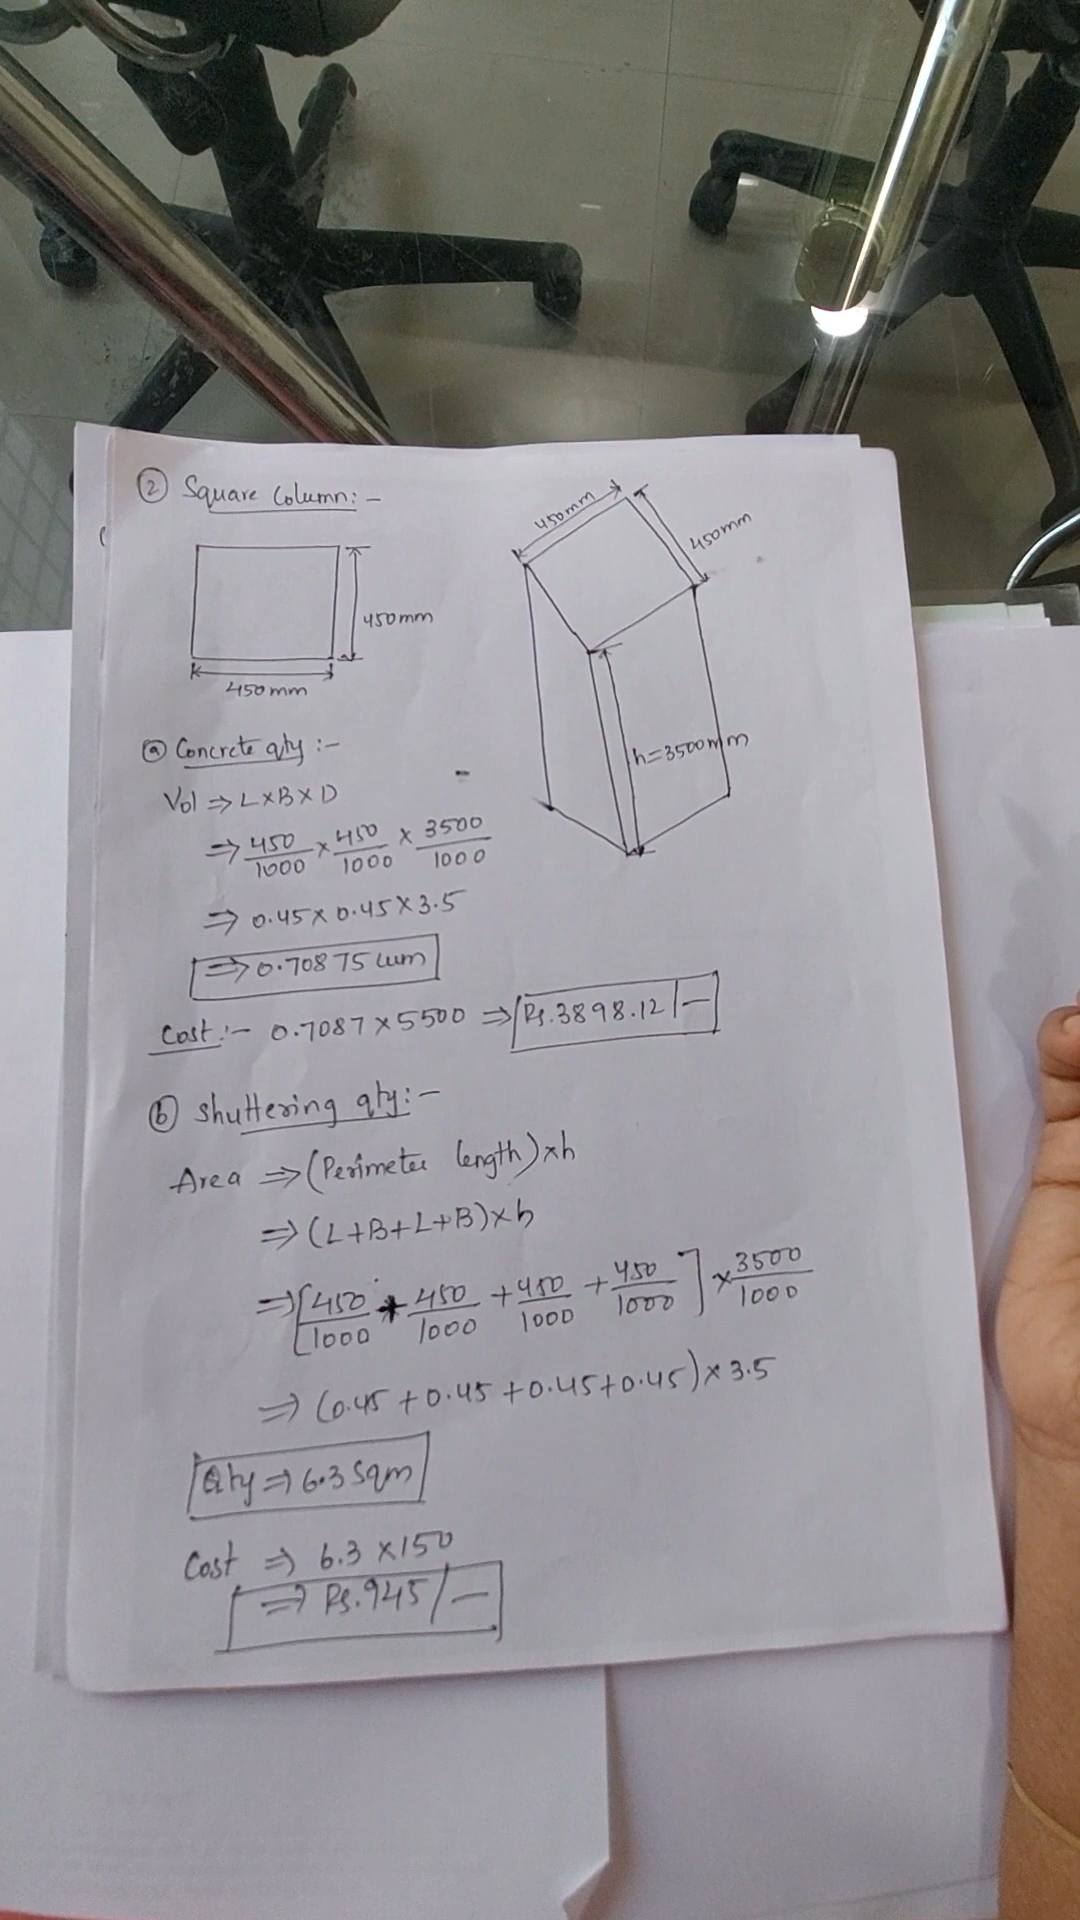 ② Square Column:-
450mm
450mm
450mm
450mm
h=3500mm
ⓐ Concrete qty :-
Vol ⇒ L×B×D
⇒ 450/1000 × 450/1000 × 3500/1000
⇒ 0.45 × 0.45 × 3.5
⇒ 0.70875 cum
Cost :- 0.7087 × 5500 ⇒ Rs.3898.12/-
ⓑ Shuttering qty:-
Area ⇒ (Perimeter length)×h
⇒ (L+B+L+B)×h
⇒ [450/1000 + 450/1000 + 450/1000 + 450/1000] × 3500/1000
⇒ (0.45 + 0.45 + 0.45 + 0.45) × 3.5
Qty ⇒ 6.3 Sqm
Cost ⇒ 6.3 × 150
⇒ Rs.945/-